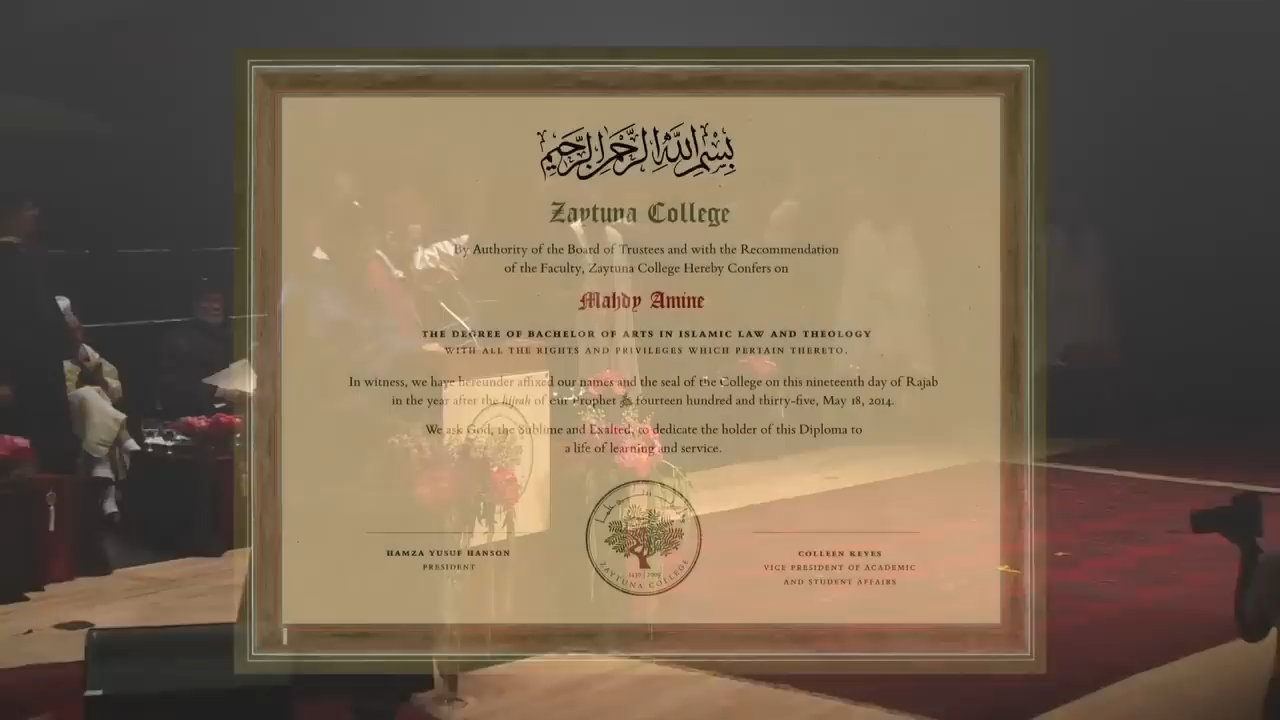 بسم الله الرحمن الرحيم
Zaytuna College
By Authority of the Board of Trustees and with the Recommendation
of the Faculty, Zaytuna College Hereby Confers on
Mahdy Amine
THE DEGREE OF BACHELOR OF ARTS IN ISLAMIC LAW AND THEOLOGY
WITH ALL THE RIGHTS AND PRIVILEGES WHICH PERTAIN THERETO.
In witness, we have hereunder affixed our names and the seal of the College on this nineteenth day of Rajab
in the year after the hijrah of our Prophet ﷺ fourteen hundred and thirty-five, May 18, 2014.
We ask God, the Sublime and Exalted, to dedicate the holder of this Diploma to
a life of learning and service.
HAMZA YUSUF HANSON
PRESIDENT
1430 | 2009
ZAYTUNA COLLEGE
COLLEEN KEYES
VICE PRESIDENT OF ACADEMIC
AND STUDENT AFFAIRS